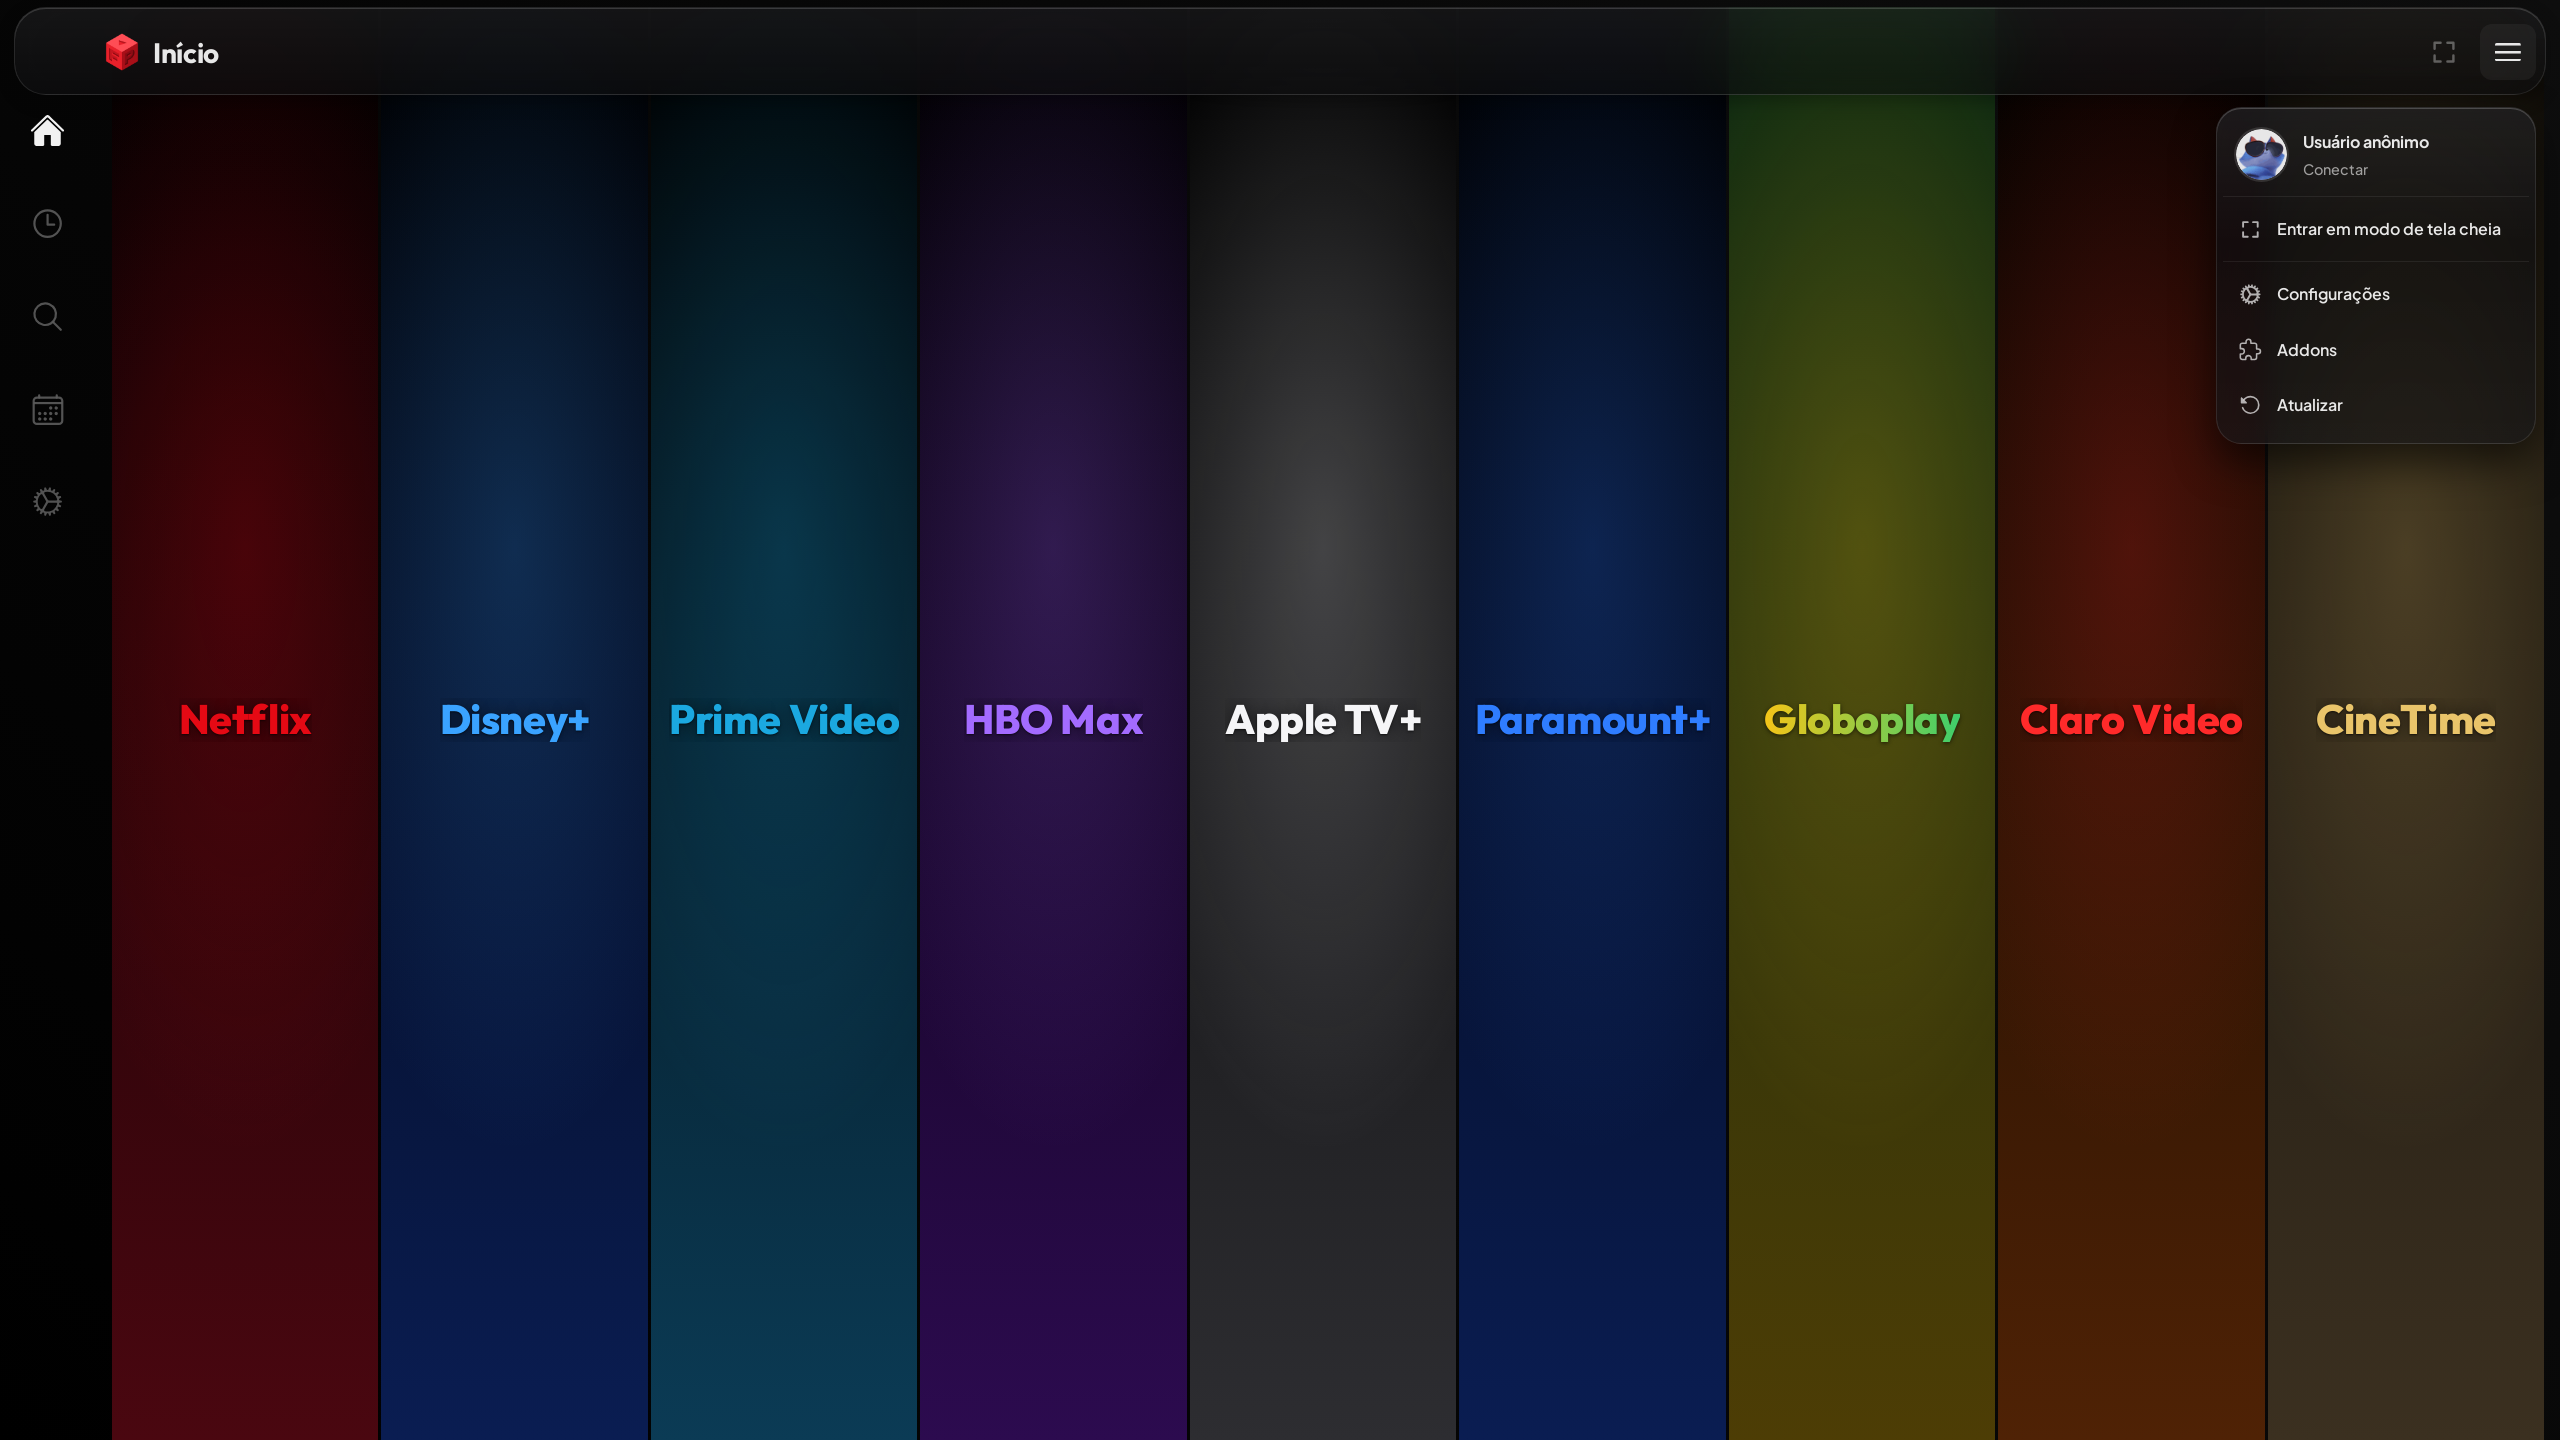 Início
Usuário anônimo
Conectar
Entrar em modo de tela cheia
Configurações
Addons
Atualizar
Netflix
Disney+
Prime Video
HBO Max
Apple TV+
Paramount+
Globoplay
Claro Video
CineTime